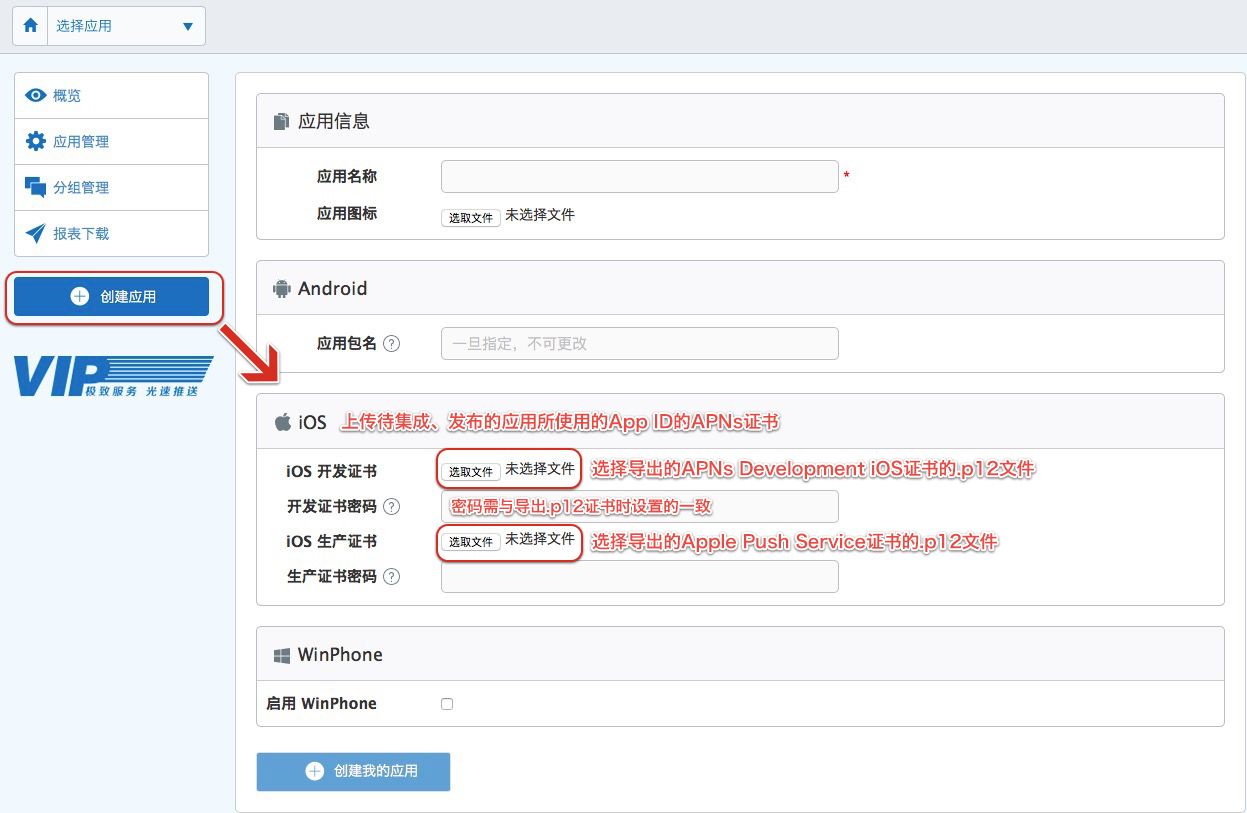 选择应用
概览
应用管理
分组管理
报表下载
创建应用
VIP
极致服务 光速推送
应用信息
应用名称 *
应用图标 选取文件 未选择文件
Android
应用包名 ? 一旦指定，不可更改
iOS 上传待集成、发布的应用所使用的App ID的APNs证书
iOS 开发证书 选取文件 未选择文件 选择导出的APNs Development iOS证书的.p12文件
开发证书密码 ? 密码需与导出.p12证书时设置的一致
iOS 生产证书 选取文件 未选择文件 选择导出的Apple Push Service证书的.p12文件
生产证书密码 ?
WinPhone
启用 WinPhone
创建我的应用